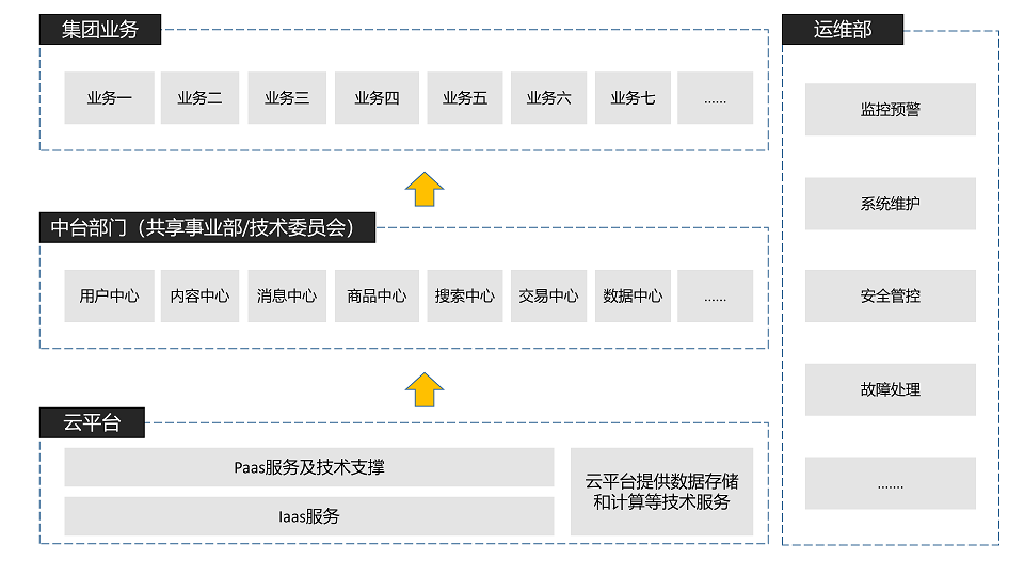 集团业务
业务一
业务二
业务三
业务四
业务五
业务六
业务七
......
中台部门（共享事业部/技术委员会）
用户中心
内容中心
消息中心
商品中心
搜索中心
交易中心
数据中心
......
云平台
Paas服务及技术支撑
Iaas服务
云平台提供数据存储
和计算等技术服务
运维部
监控预警
系统维护
安全管控
故障处理
.......